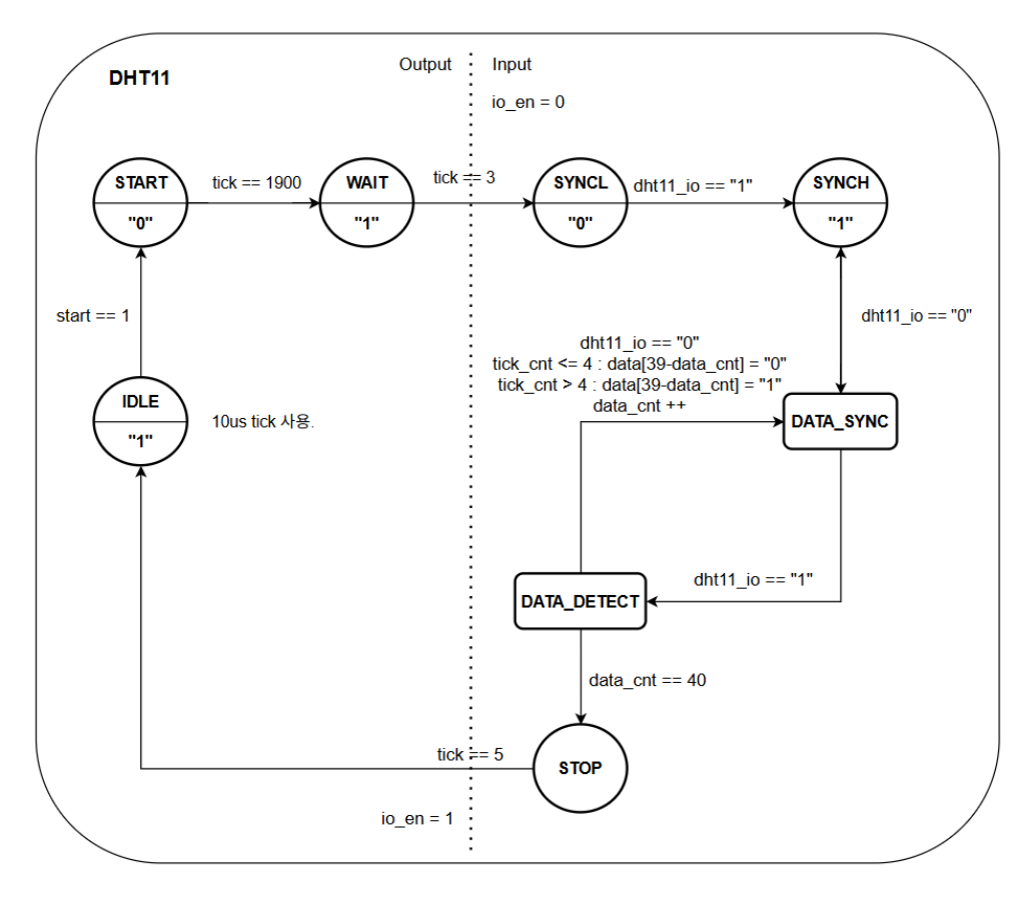 DHT11
Output
Input
io_en = 0
START
"0"
tick == 1900
WAIT
"1"
tick == 3
SYNCL
"0"
dht11_io == "1"
SYNCH
"1"
start == 1
dht11_io == "0"
dht11_io == "0"
tick_cnt <= 4 : data[39-data_cnt] = "0"
tick_cnt > 4 : data[39-data_cnt] = "1"
data_cnt ++
IDLE
"1"
10us tick 사용.
DATA_SYNC
dht11_io == "1"
DATA_DETECT
data_cnt == 40
tick == 5
STOP
io_en = 1